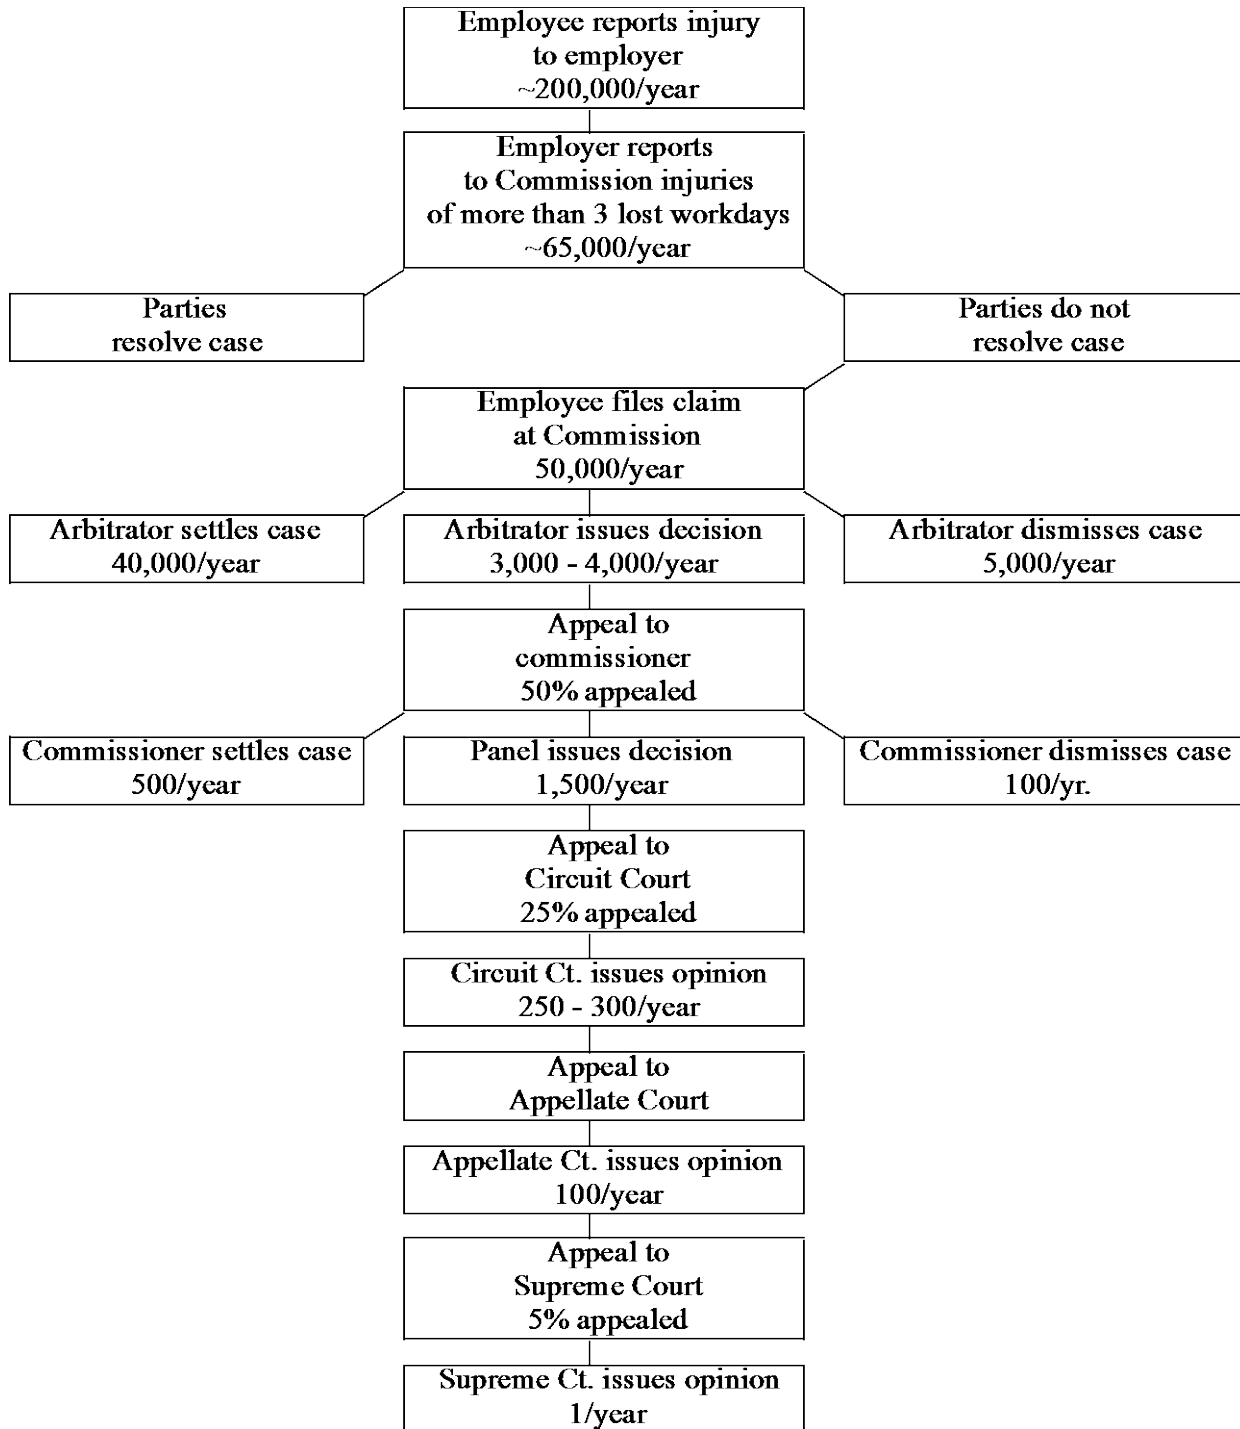 Employee reports injury
to employer
~200,000/year
Employer reports
to Commission injuries
of more than 3 lost workdays
~65,000/year
Parties
resolve case
Parties do not
resolve case
Employee files claim
at Commission
50,000/year
Arbitrator settles case
40,000/year
Arbitrator issues decision
3,000 - 4,000/year
Arbitrator dismisses case
5,000/year
Appeal to
commissioner
50% appealed
Commissioner settles case
500/year
Panel issues decision
1,500/year
Commissioner dismisses case
100/yr.
Appeal to
Circuit Court
25% appealed
Circuit Ct. issues opinion
250 - 300/year
Appeal to
Appellate Court
Appellate Ct. issues opinion
100/year
Appeal to
Supreme Court
5% appealed
Supreme Ct. issues opinion
1/year